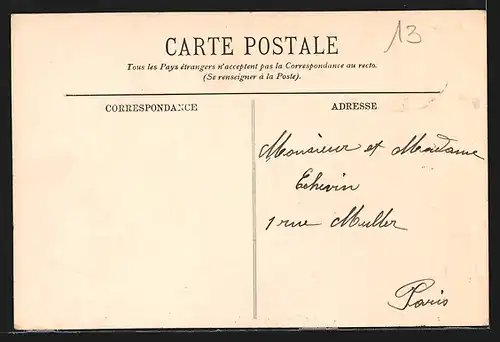 13
CARTE POSTALE
Tous les Pays étrangers n'acceptent pas la Correspondance au recto.
(Se renseigner à la Poste).
CORRESPONDANCE
ADRESSE
Monsieur et Madame
Echevin
1 rue Muller
Paris